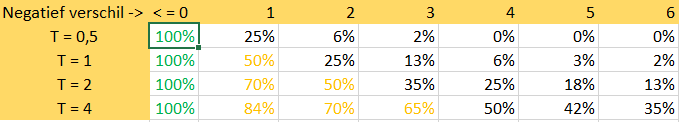 Negatief verschil -> < = 0 1 2 3 4 5 6
T = 0,5 100% 25% 6% 2% 0% 0% 0%
T = 1 100% 50% 25% 13% 6% 3% 2%
T = 2 100% 70% 50% 35% 25% 18% 13%
T = 4 100% 84% 70% 65% 50% 42% 35%